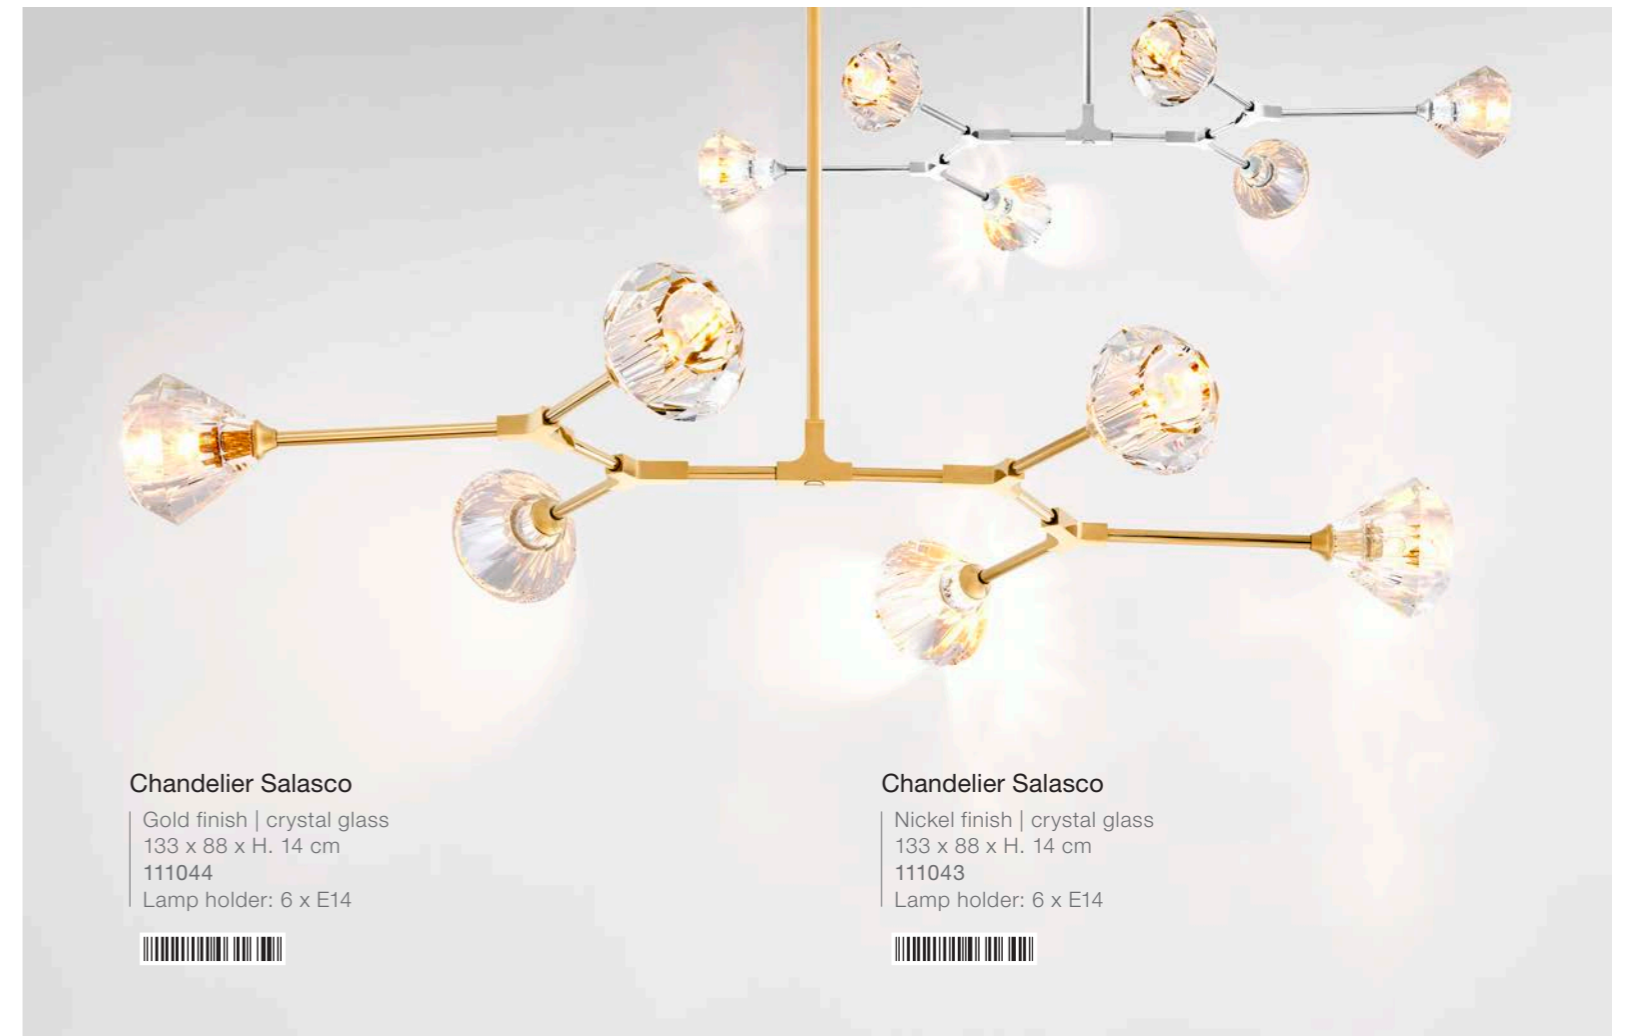 Chandelier Salasco
Gold finish | crystal glass
133 x 88 x H. 14 cm
111044
Lamp holder: 6 x E14
Chandelier Salasco
Nickel finish | crystal glass
133 x 88 x H. 14 cm
111043
Lamp holder: 6 x E14